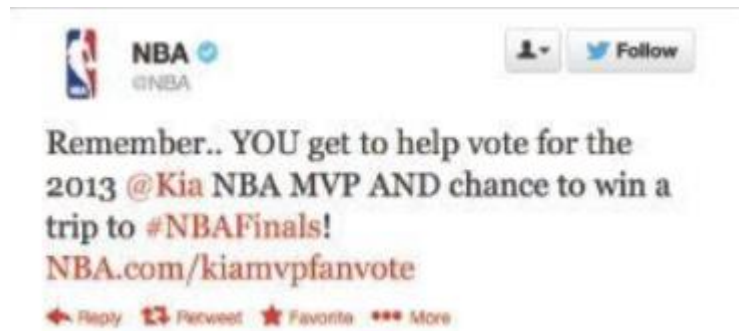 NBA
@NBA
Follow
Remember.. YOU get to help vote for the
2013 @Kia NBA MVP AND chance to win a
trip to #NBAFinals!
NBA.com/kiamvpfanvote
Reply Retweet Favorite More